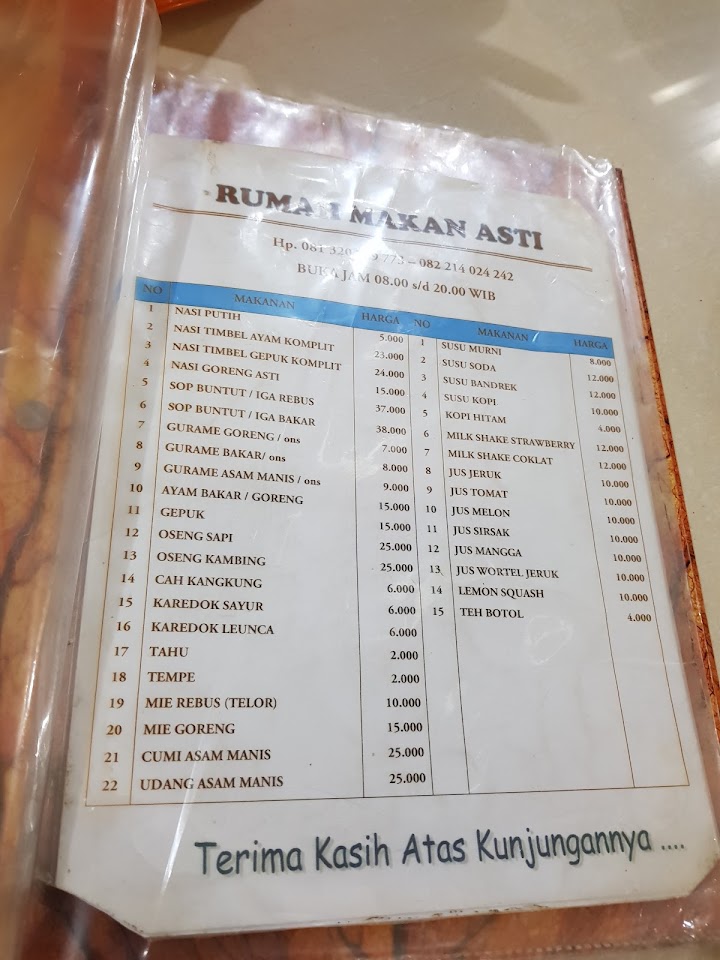 RUMAH MAKAN ASTI
Hp. 081 – 082 214 024 242
BUKA JAM 08.00 s/d 20.00 WIB
NO MAKANAN HARGA
1 NASI PUTIH 5.000
2 NASI TIMBEL AYAM KOMPLIT 23.000
3 NASI TIMBEL GEPUK KOMPLIT 24.000
4 NASI GORENG ASTI 15.000
5 SOP BUNTUT / IGA REBUS 37.000
6 SOP BUNTUT / IGA BAKAR 38.000
7 GURAME GORENG / ons 7.000
8 GURAME BAKAR/ ons 8.000
9 GURAME ASAM MANIS / ons 9.000
10 AYAM BAKAR / GORENG 15.000
11 GEPUK 15.000
12 OSENG SAPI 25.000
13 OSENG KAMBING 25.000
14 CAH KANGKUNG 6.000
15 KAREDOK SAYUR 6.000
16 KAREDOK LEUNCA 6.000
17 TAHU 2.000
18 TEMPE 2.000
19 MIE REBUS (TELOR) 10.000
20 MIE GORENG 15.000
21 CUMI ASAM MANIS 25.000
22 UDANG ASAM MANIS 25.000
NO MAKANAN HARGA
1 SUSU MURNI 8.000
2 SUSU SODA 12.000
3 SUSU BANDREK 12.000
4 SUSU KOPI 10.000
5 KOPI HITAM 4.000
6 MILK SHAKE STRAWBERRY 12.000
7 MILK SHAKE COKLAT 12.000
8 JUS JERUK 10.000
9 JUS TOMAT 10.000
10 JUS MELON 10.000
11 JUS SIRSAK 10.000
12 JUS MANGGA 10.000
13 JUS WORTEL JERUK 10.000
14 LEMON SQUASH 10.000
15 TEH BOTOL 4.000
Terima Kasih Atas Kunjungannya ....